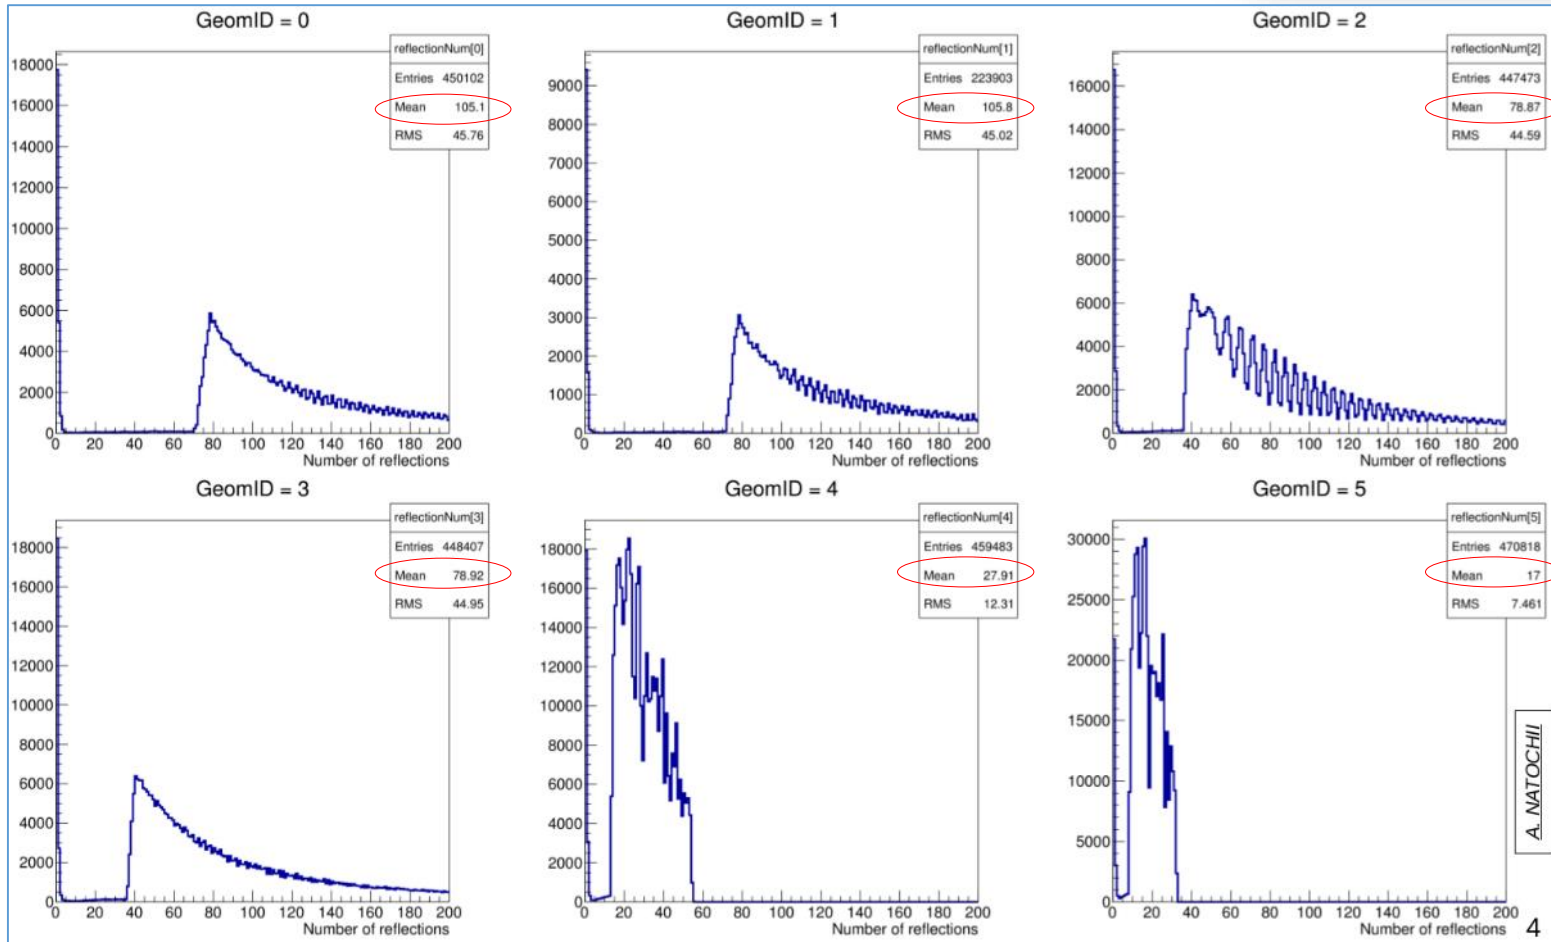 GeomID = 0
reflectionNum[0]
Entries 450102
Mean 105.1
RMS 45.76
18000
16000
14000
12000
10000
8000
6000
4000
2000
0
0 20 40 60 80 100 120 140 160 180 200
Number of reflections
GeomID = 1
reflectionNum[1]
Entries 223903
Mean 105.8
RMS 45.02
9000
8000
7000
6000
5000
4000
3000
2000
1000
0
0 20 40 60 80 100 120 140 160 180 200
Number of reflections
GeomID = 2
reflectionNum[2]
Entries 447473
Mean 78.87
RMS 44.59
16000
14000
12000
10000
8000
6000
4000
2000
0
0 20 40 60 80 100 120 140 160 180 200
Number of reflections
GeomID = 3
reflectionNum[3]
Entries 448407
Mean 78.92
RMS 44.95
18000
16000
14000
12000
10000
8000
6000
4000
2000
0
0 20 40 60 80 100 120 140 160 180 200
Number of reflections
GeomID = 4
reflectionNum[4]
Entries 459483
Mean 27.91
RMS 12.31
18000
16000
14000
12000
10000
8000
6000
4000
2000
0
0 20 40 60 80 100 120 140 160 180 200
Number of reflections
GeomID = 5
reflectionNum[5]
Entries 470818
Mean 17
RMS 7.461
30000
25000
20000
15000
10000
5000
0
0 20 40 60 80 100 120 140 160 180 200
Number of reflections
A. NATOCHII
4